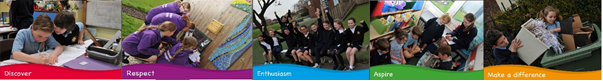 Discover
Respect
Enthusiasm
Aspire
Make a difference